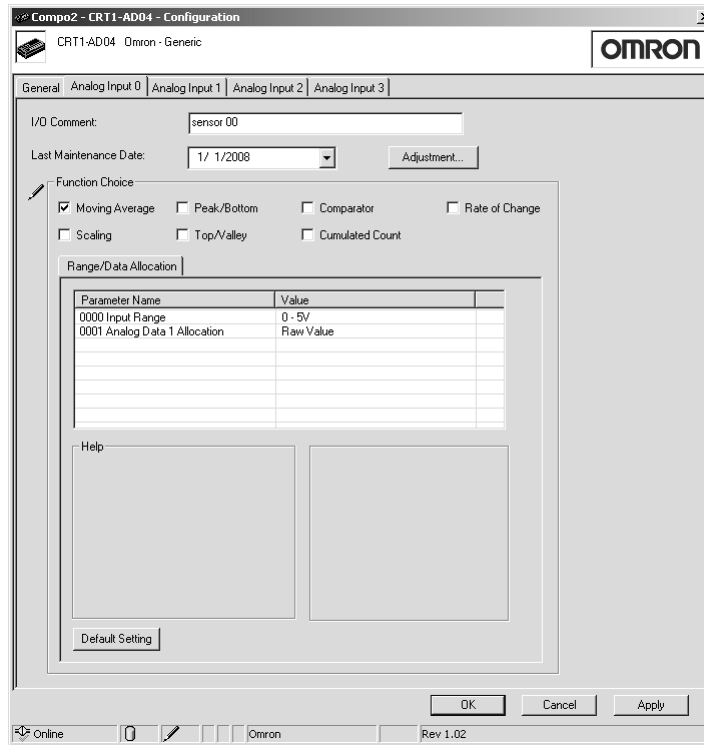 Compo2 - CRT1-AD04 - Configuration
CRT1-AD04 Omron - Generic
OMRON
General Analog Input 0 Analog Input 1 Analog Input 2 Analog Input 3
I/O Comment: sensor 00
Last Maintenance Date: 1/ 1/2008 Adjustment...
Function Choice
Moving Average Peak/Bottom Comparator Rate of Change
Scaling Top/Valley Cumulated Count
Range/Data Allocation
Parameter Name Value
0000 Input Range 0 - 5V
0001 Analog Data 1 Allocation Raw Value
Help
Default Setting
OK Cancel Apply
Online Omron Rev 1.02